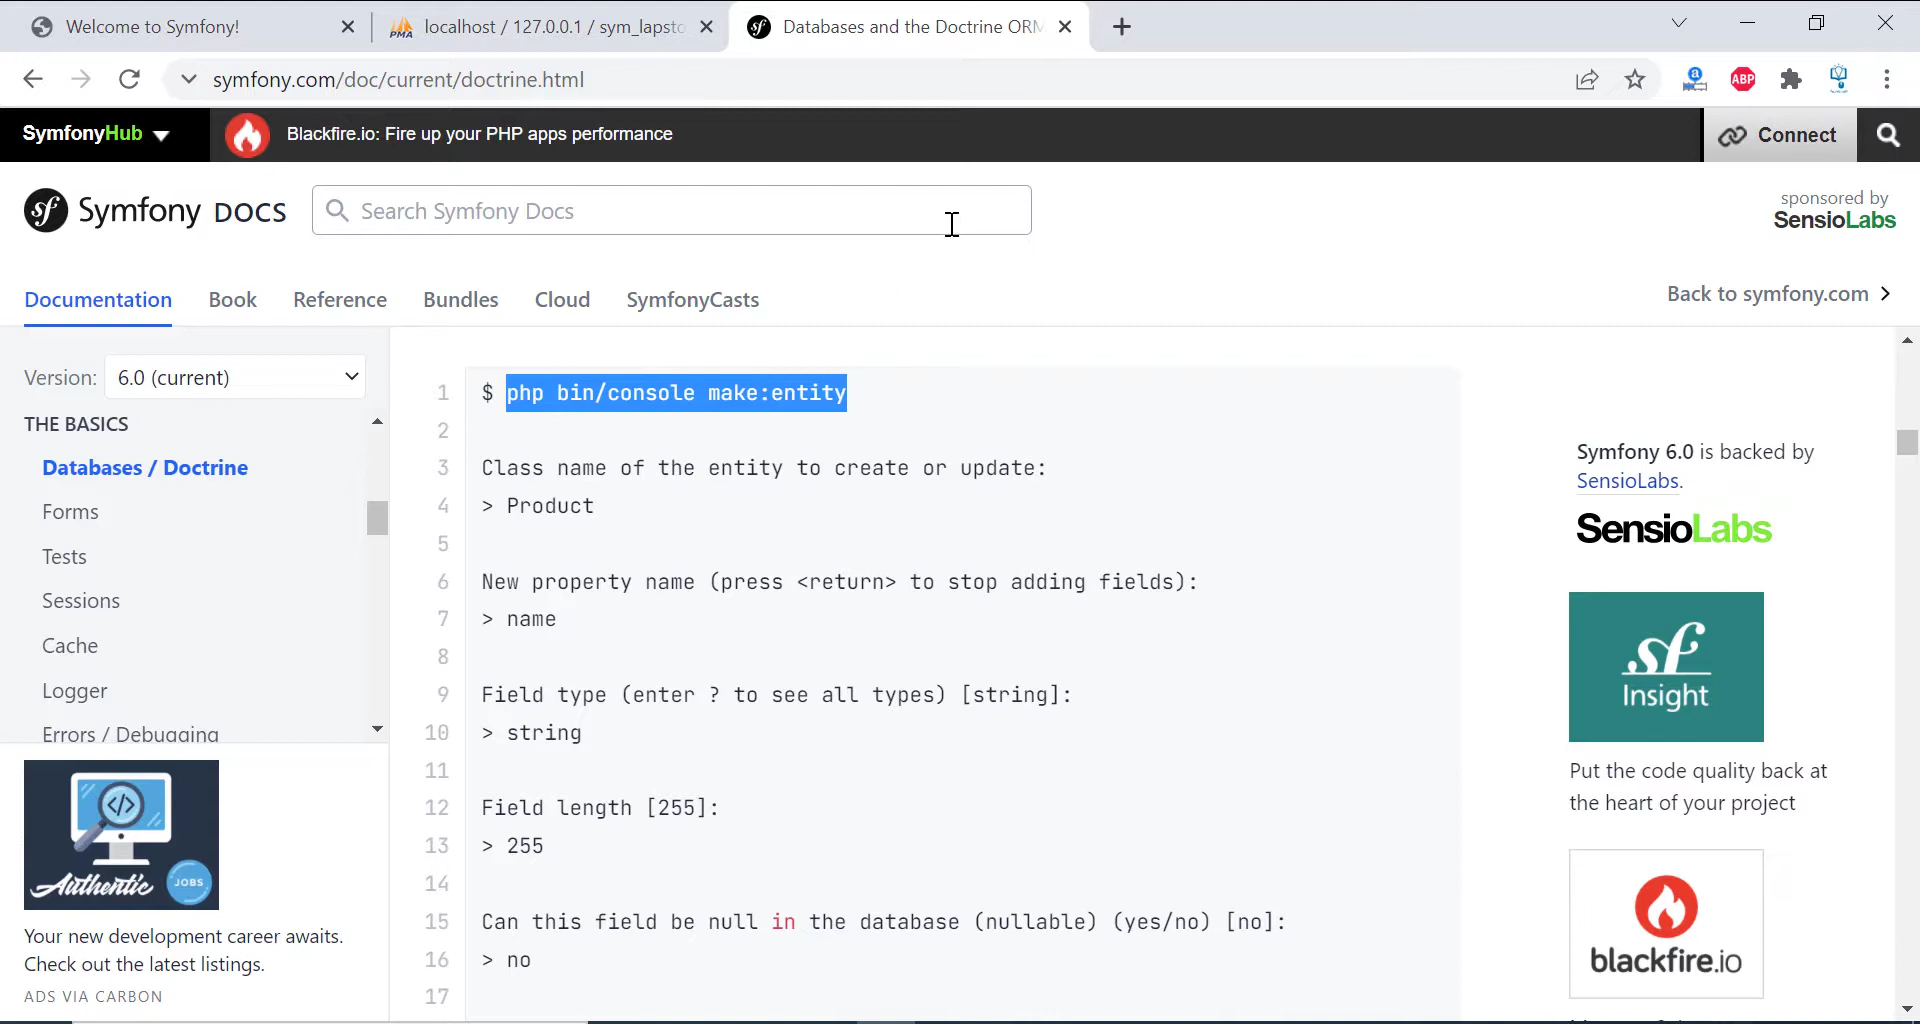 Welcome to Symfony!
localhost / 127.0.0.1 / sym_lapsto
Databases and the Doctrine ORM
symfony.com/doc/current/doctrine.html
ABP
SymfonyHub
Blackfire.io: Fire up your PHP apps performance
Connect
sf Symfony DOCS
Search Symfony Docs
sponsored by
SensioLabs
Documentation
Book
Reference
Bundles
Cloud
SymfonyCasts
Back to symfony.com
Version:
6.0 (current)
THE BASICS
Databases / Doctrine
Forms
Tests
Sessions
Cache
Logger
Errors / Debugging
Authentic
JOBS
Your new development career awaits.
Check out the latest listings.
ADS VIA CARBON
1 $ php bin/console make:entity
2
3 Class name of the entity to create or update:
4 > Product
5
6 New property name (press <return> to stop adding fields):
7 > name
8
9 Field type (enter ? to see all types) [string]:
10 > string
11
12 Field length [255]:
13 > 255
14
15 Can this field be null in the database (nullable) (yes/no) [no]:
16 > no
17
Symfony 6.0 is backed by
SensioLabs.
SensioLabs
sf
Insight
Put the code quality back at
the heart of your project
blackfire.io